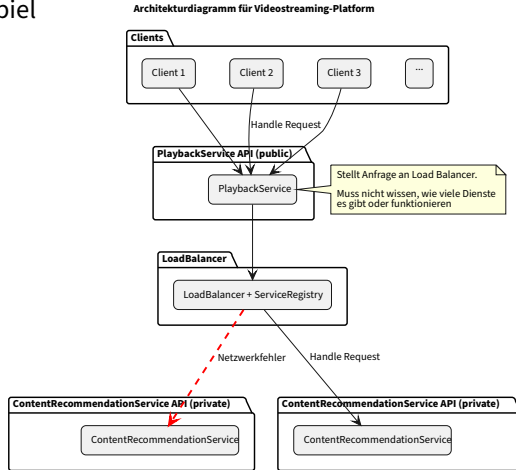 piel
Architekturdiagramm für Videostreaming-Platform
Clients
Client 1
Client 2
Client 3
...
Handle Request
PlaybackService API (public)
PlaybackService
Stellt Anfrage an Load Balancer.
Muss nicht wissen, wie viele Dienste
es gibt oder funktionieren
LoadBalancer
LoadBalancer + ServiceRegistry
Netzwerkfehler
Handle Request
ContentRecommendationService API (private)
ContentRecommendationService
ContentRecommendationService API (private)
ContentRecommendationService